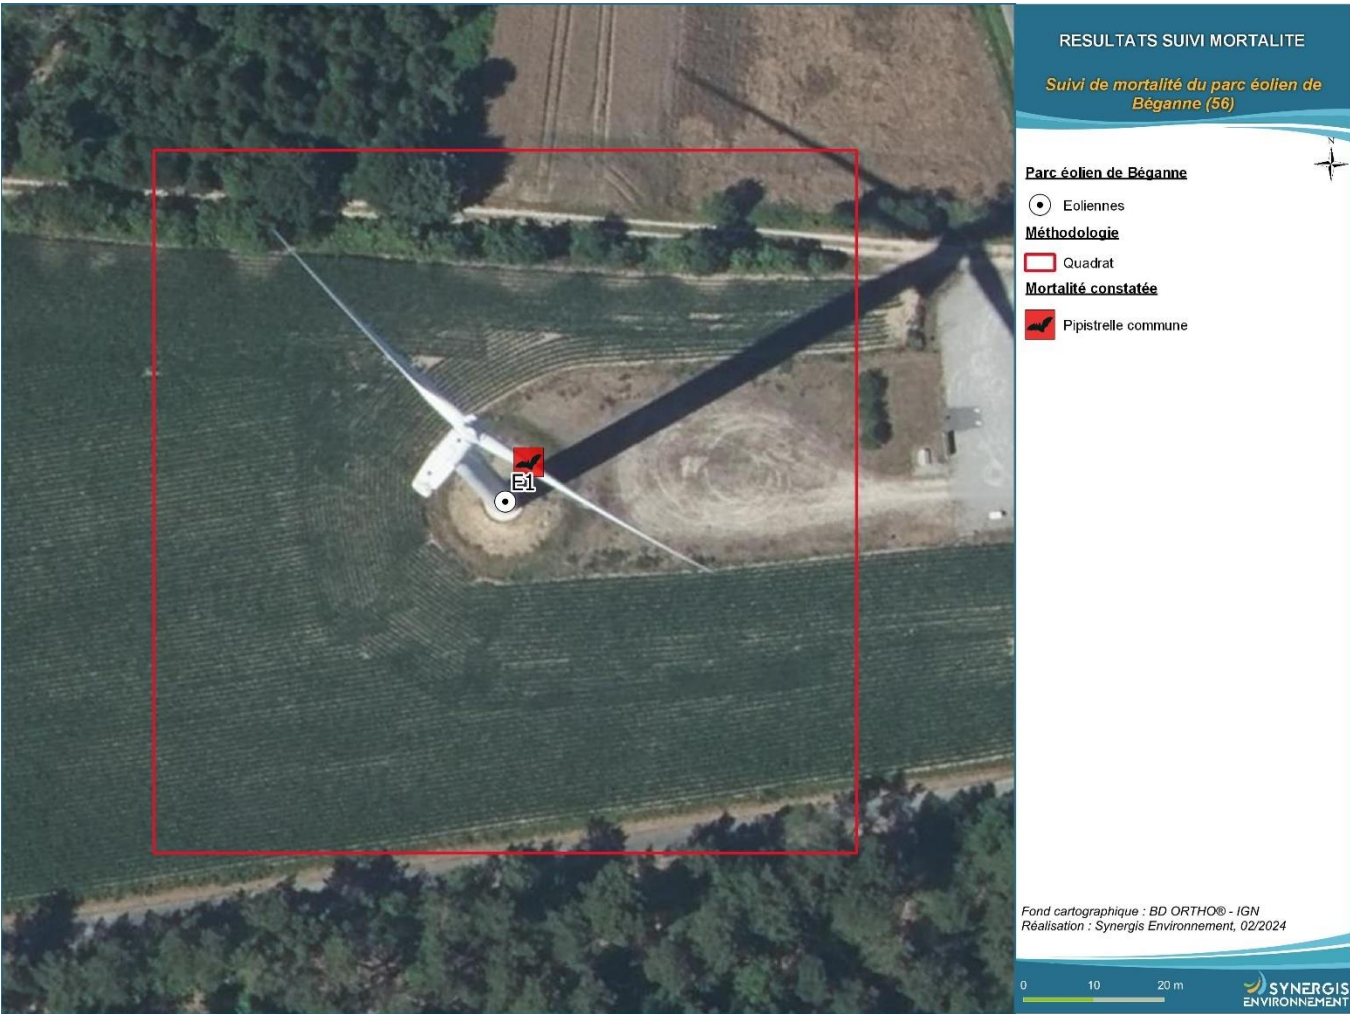 RESULTATS SUIVI MORTALITE
Suivi de mortalité du parc éolien de
Béganne (56)
N
Parc éolien de Béganne
Eoliennes
Méthodologie
Quadrat
Mortalité constatée
Pipistrelle commune
E1
Fond cartographique : BD ORTHO® - IGN
Réalisation : Synergis Environnement, 02/2024
0 10 20 m
SYNERGIS
ENVIRONNEMENT